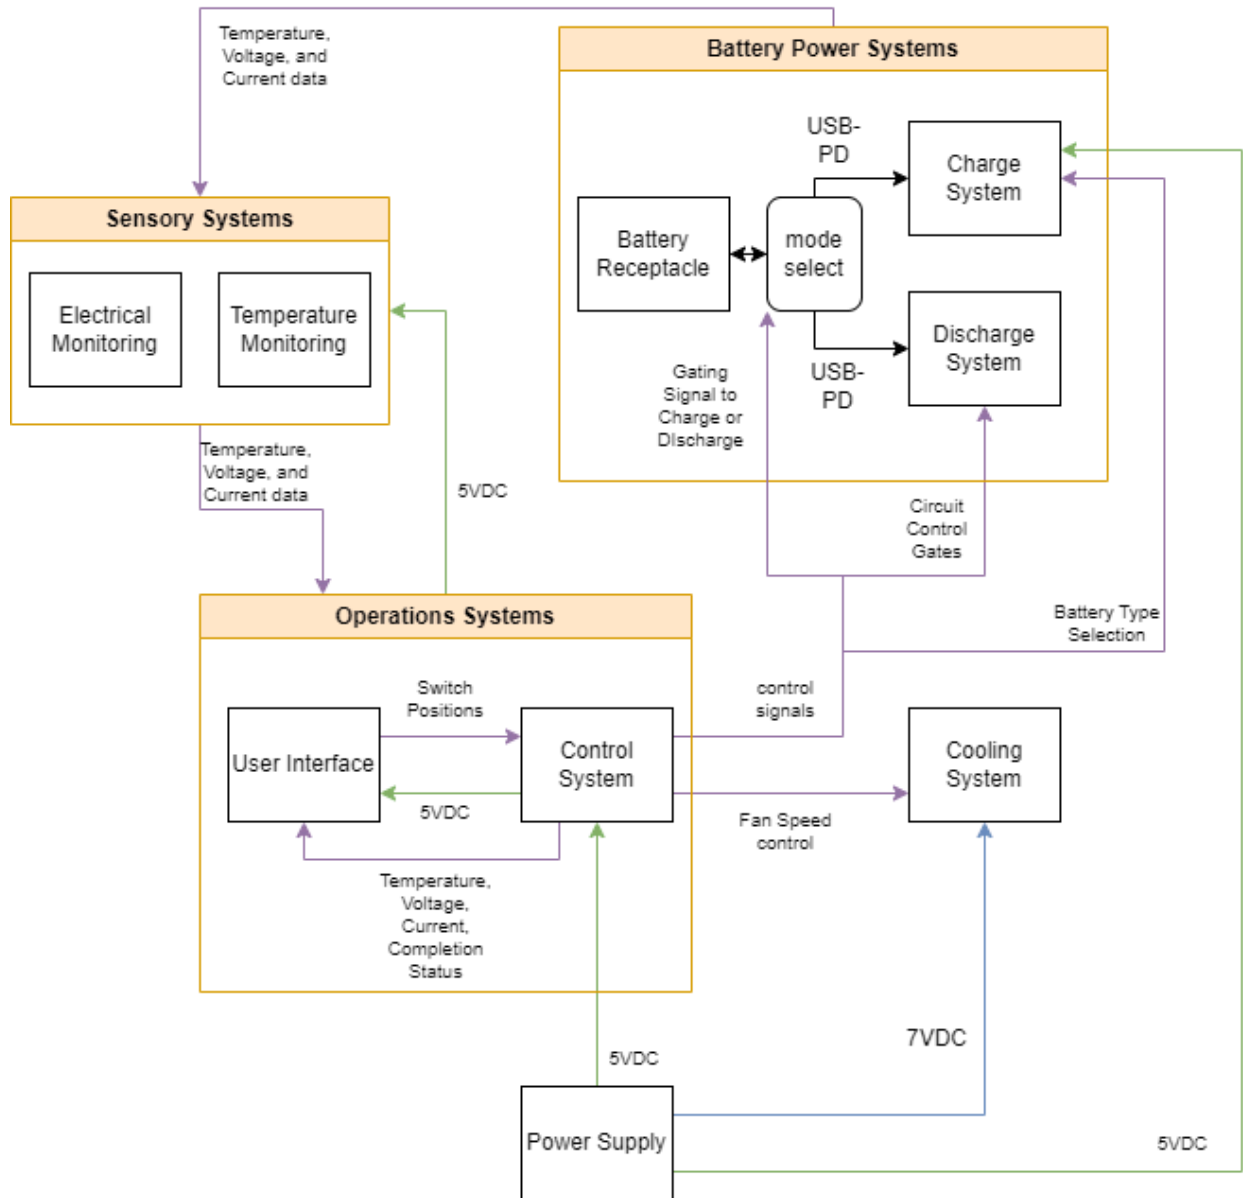 Temperature,
Voltage, and
Current data
Battery Power Systems
USB-
PD
Charge
System
Sensory Systems
Battery
Receptacle
mode
select
Electrical
Monitoring
Temperature
Monitoring
Discharge
System
Gating
Signal to
Charge or
DIscharge
USB-
PD
Temperature,
Voltage, and
Current data
5VDC
Circuit
Control
Gates
Operations Systems
Battery Type
Selection
Switch
Positions
control
signals
User Interface
Control
System
Cooling
System
5VDC
Fan Speed
control
Temperature,
Voltage,
Current,
Completion
Status
7VDC
5VDC
Power Supply
5VDC